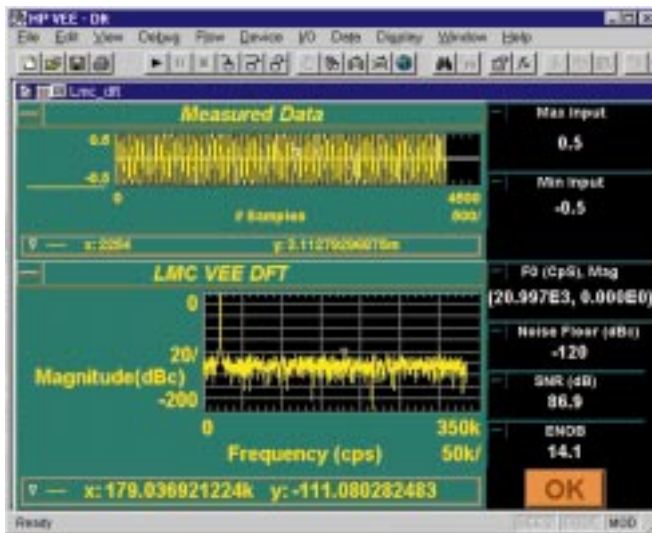 HP VEE - Dft
File Edit View Debug Flow Device I/O Data Display Window Help
Lmc_dft
Measured Data
0.5
-0.5
0 4500
# Samples 500/
x: 2254 y: 3.11279296875m
Max Input
0.5
Min Input
-0.5
LMC VEE DFT
0
20/
Magnitude(dBc)
-200
0 350k
Frequency (cps) 50k/
x: 179.036921224k y: -111.080282483
F0 (CpS), Mag
(20.997E3, 0.000E0)
Noise Floor (dBc)
-120
SNR (dB)
86.9
ENOB
14.1
OK
Ready
MOD